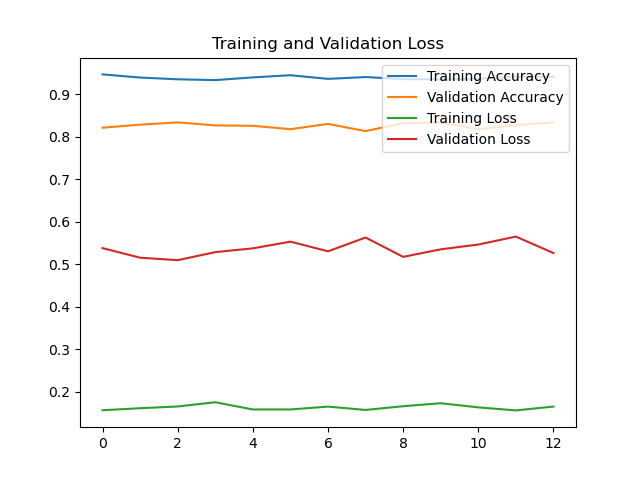 Training and Validation Loss
Training Accuracy
Validation Accuracy
Training Loss
Validation Loss
0.9
0.8
0.7
0.6
0.5
0.4
0.3
0.2
0 2 4 6 8 10 12